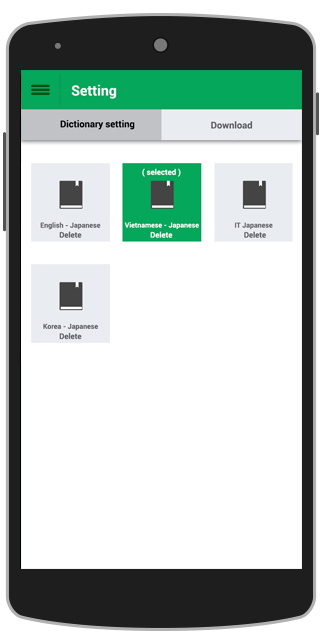 Setting
Dictionary setting
Download
( selected )
English - Japanese
Delete
Vietnamese - Japanese
Delete
IT Japanese
Delete
Korea - Japanese
Delete